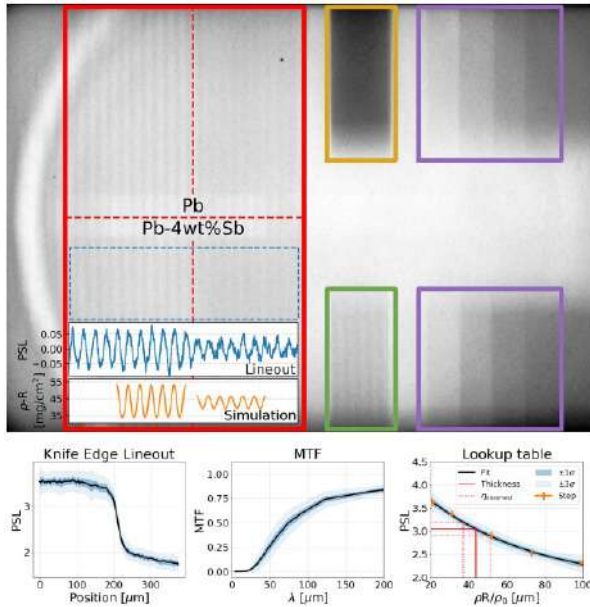 Pb
Pb-4wt%Sb
PSL
0.05
0.00
0.05
Lineout
ρ-R
[mg/cm²]
55
45
35
Simulation
Knife Edge Lineout
PSL
3
2
0
100
200
300
Position [μm]
MTF
MTF
1.00
0.75
0.50
0.25
0.00
0
50
100
150
200
λ [μm]
Lookup table
PSL
4.5
4.0
3.5
3.0
2.5
2.0
Fit
Thickness
±1σ
±2σ
Step
20
40
60
80
100
ρR/ρ₀ [μm]